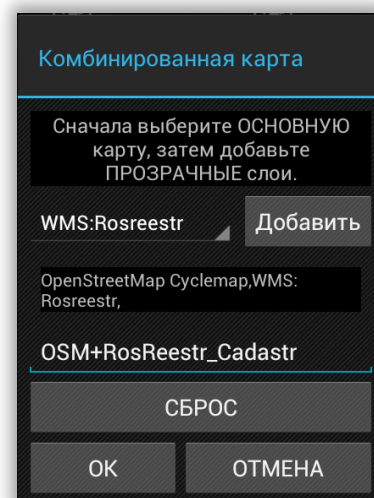 Комбинированная карта
Сначала выберите ОСНОВНУЮ
карту, затем добавьте
ПРОЗРАЧНЫЕ слои.
WMS:Rosreestr
Добавить
OpenStreetMap Cyclemap,WMS:
Rosreestr,
OSM+RosReestr_Cadastr
СБРОС
ОК
ОТМЕНА